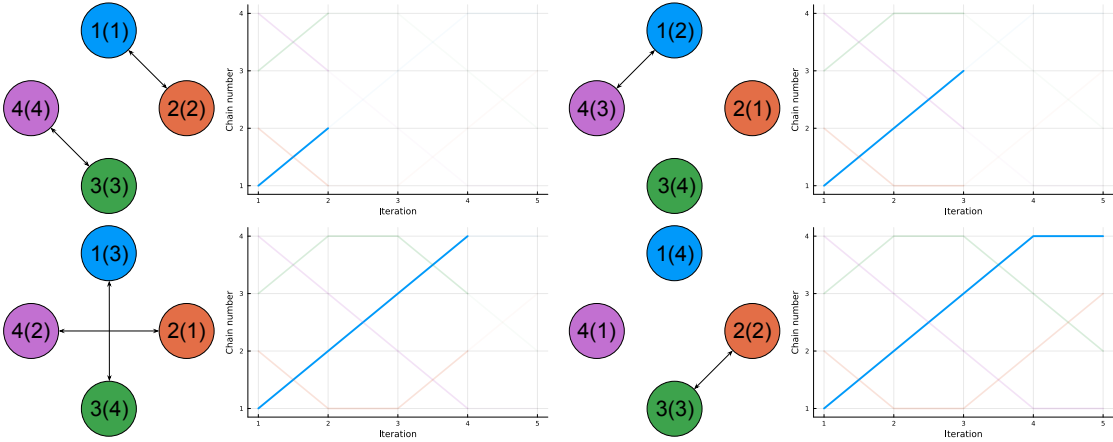 1(1)
4(4)
2(2)
3(3)
Chain number
4
3
2
1
1 2 3 4 5
Iteration
1(2)
4(3)
2(1)
3(4)
Chain number
4
3
2
1
1 2 3 4 5
Iteration
1(3)
4(2)
2(1)
3(4)
Chain number
4
3
2
1
1 2 3 4 5
Iteration
1(4)
4(1)
2(2)
3(3)
Chain number
4
3
2
1
1 2 3 4 5
Iteration